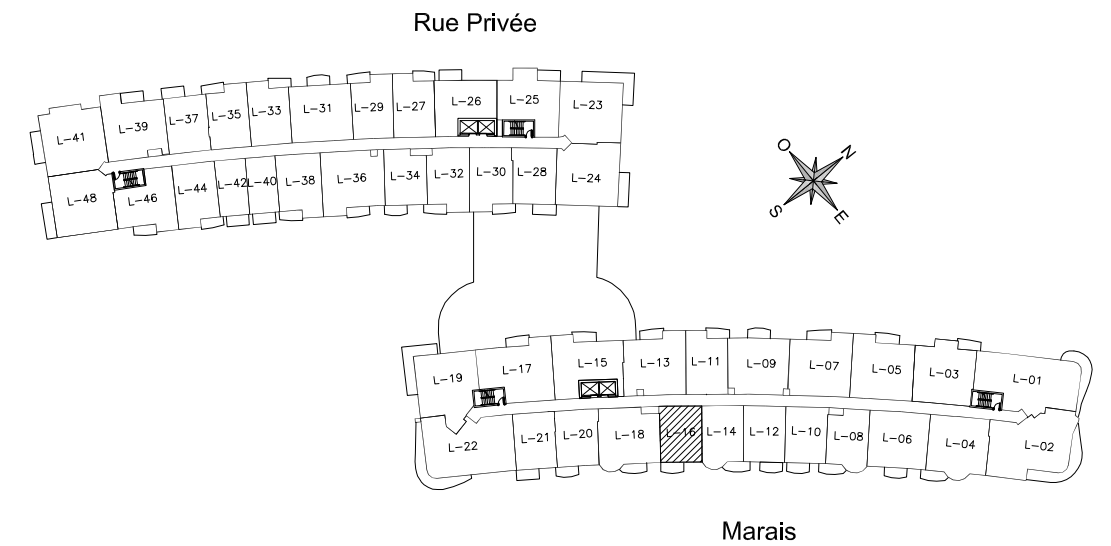 Rue Privée
L-41 L-39 L-37 L-35 L-33 L-31 L-29 L-27 L-26 L-25 L-23
L-48 L-46 L-44 L-42 L-40 L-38 L-36 L-34 L-32 L-30 L-28 L-24
O N
S E
L-19 L-17 L-15 L-13 L-11 L-09 L-07 L-05 L-03 L-01
L-22 L-21 L-20 L-18 L-16 L-14 L-12 L-10 L-08 L-06 L-04 L-02
Marais